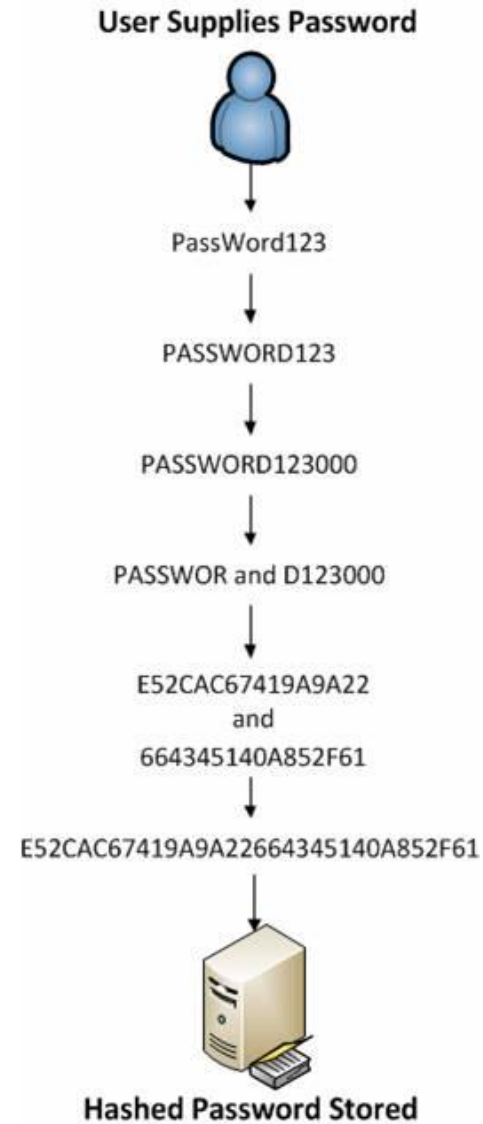 User Supplies Password
PassWord123
PASSWORD123
PASSWORD123000
PASSWOR and D123000
E52CAC67419A9A22
and
664345140A852F61
E52CAC67419A9A22664345140A852F61
Hashed Password Stored